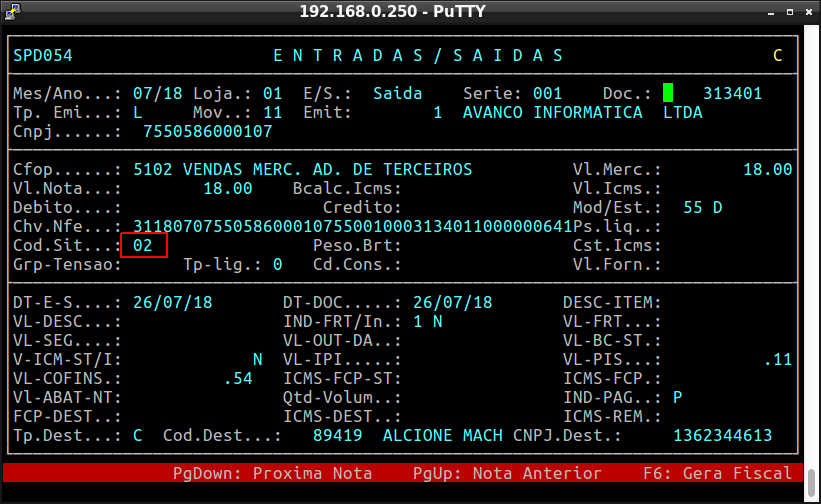 192.168.0.250 - PuTTY
SPD054 E N T R A D A S / S A I D A S C
Mes/Ano...: 07/18 Loja.: 01 E/S.: Saida Serie: 001 Doc.: 313401
Tp. Emi...: L Mov..: 11 Emit: 1 AVANCO INFORMATICA LTDA
Cnpj......: 7550586000107
Cfop......: 5102 VENDAS MERC. AD. DE TERCEIROS Vl.Merc.: 18.00
Vl.Nota...: 18.00 Bcalc.Icms: Vl.Icms.:
Debito....: Credito: Mod/Est.: 55 D
Chv.Nfe...: 31180707550586000107550010003134011000000641Ps.liq..:
Cod.Sit...: 02 Peso.Brt: Cst.Icms:
Grp-Tensao: Tp-lig.: 0 Cd.Cons.: Vl.Forn.:
DT-E-S....: 26/07/18 DT-DOC.....: 26/07/18 DESC-ITEM:
VL-DESC...: IND-FRT/In.: 1 N VL-FRT...:
VL-SEG....: VL-OUT-DA..: VL-BC-ST.:
V-ICM-ST/I: N VL-IPI.....: VL-PIS...: .11
VL-COFINS.: .54 ICMS-FCP-ST: ICMS-FCP.:
Vl-ABAT-NT: Qtd-Volum..: IND-PAG..: P
FCP-DEST..: ICMS-DEST..: ICMS-REM.:
Tp.Dest...: C Cod.Dest...: 89419 ALCIONE MACH CNPJ.Dest.: 1362344613
PgDown: Proxima Nota PgUp: Nota Anterior F6: Gera Fiscal